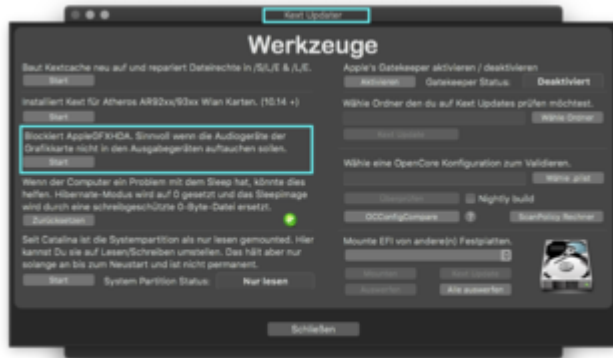 Kext Updater
Werkzeuge
Baut Kextcache neu auf und repariert Dateirechte in /S/L/E & /L/E.
Start
Installiert Kext für Atheros AR92xx/93xx Wlan Karten. (10.14 +)
Start
Blockiert AppleGFXHDA. Sinnvoll wenn die Audiogeräte der
Grafikkarte nicht in den Ausgabegeräten auftauchen sollen.
Start
Wenn der Computer ein Problem mit dem Sleep hat, könnte dies
helfen. Hibernate-Modus wird auf 0 gesetzt und das Sleepimage
wird durch eine schreibgeschützte 0-Byte-Datei ersetzt.
Zurücksetzen
Seit Catalina ist die Systempartition als nur lesen gemounted. Hier
kannst Du sie auf Lesen/Schreiben umstellen. Das hält aber nur
solange an bis zum Neustart und ist nicht permanent.
Start System Partition Status: Nur lesen
Apple's Gatekeeper aktivieren / deaktivieren
Aktivieren Gatekeeper Status: Deaktiviert
Wähle Ordner den du auf Kext Updates prüfen möchtest.
Wähle Ordner
Kext Update
Wähle eine OpenCore Konfiguration zum Validieren.
Wähle .plist
Überprüfen Nightly build
OCConfigCompare ? ScanPolicy Rechner
Mounte EFI von andere(n) Festplatten.
Mounten Kext Update
Auswerfen Alle auswerfen
Schließen